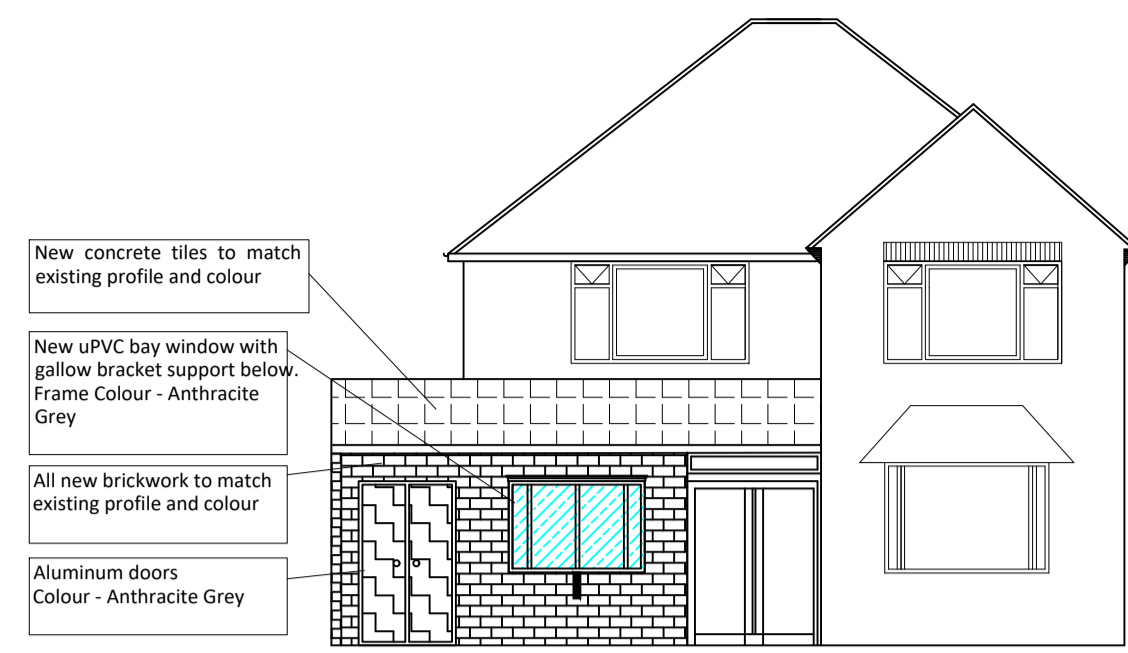 New concrete tiles to match
existing profile and colour
New uPVC bay window with
gallow bracket support below.
Frame Colour - Anthracite
Grey
All new brickwork to match
existing profile and colour
Aluminum doors
Colour - Anthracite Grey